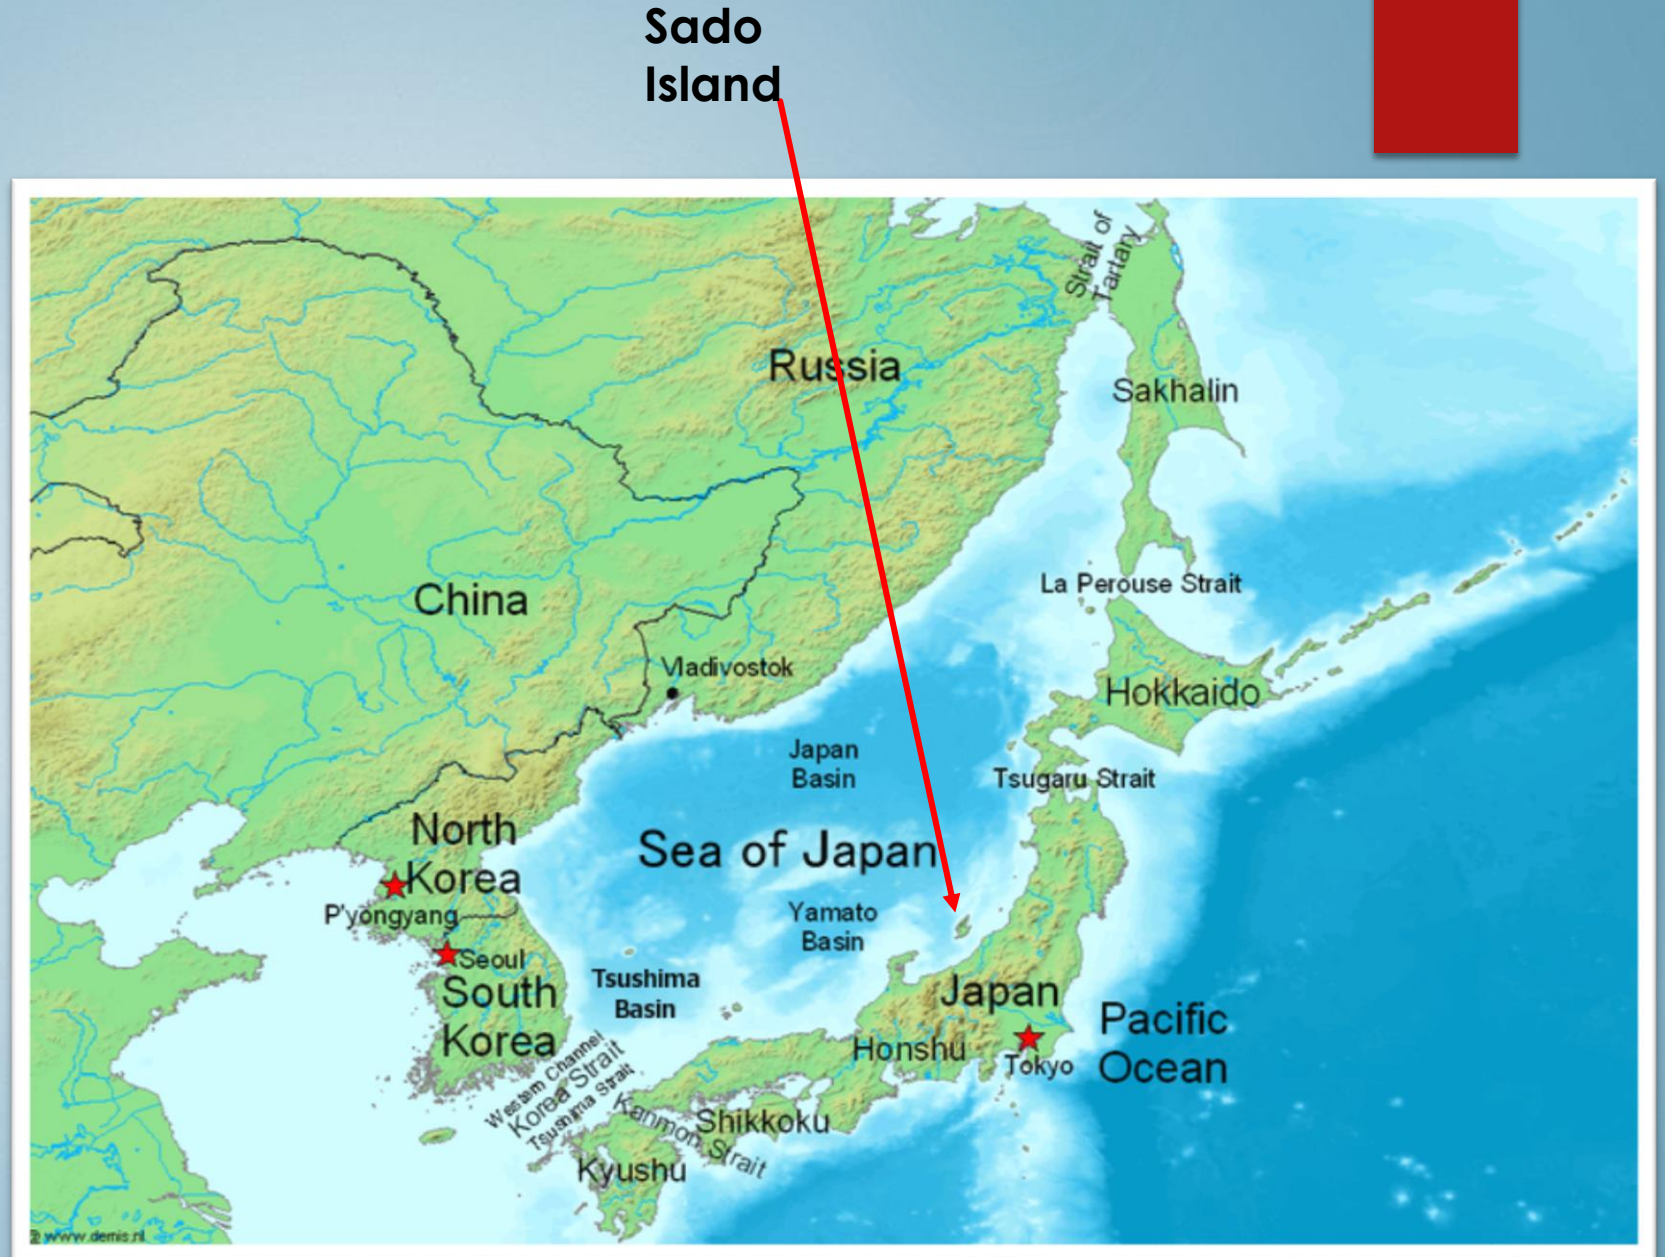 Sado
Island
Strait of
Tartary
Russia
Sakhalin
La Perouse Strait
China
Vladivostok
Hokkaido
Japan
Basin
Tsugaru Strait
North
Korea
Sea of Japan
P'yongyang
Yamato
Basin
Seoul
South
Korea
Tsushima
Basin
Japan
Pacific
Ocean
Honshu
Tokyo
Western Channel
Korea Strait
Tsushima Strait
Kanmon Strait
Shikkoku
Kyushu
© www.demis.nl